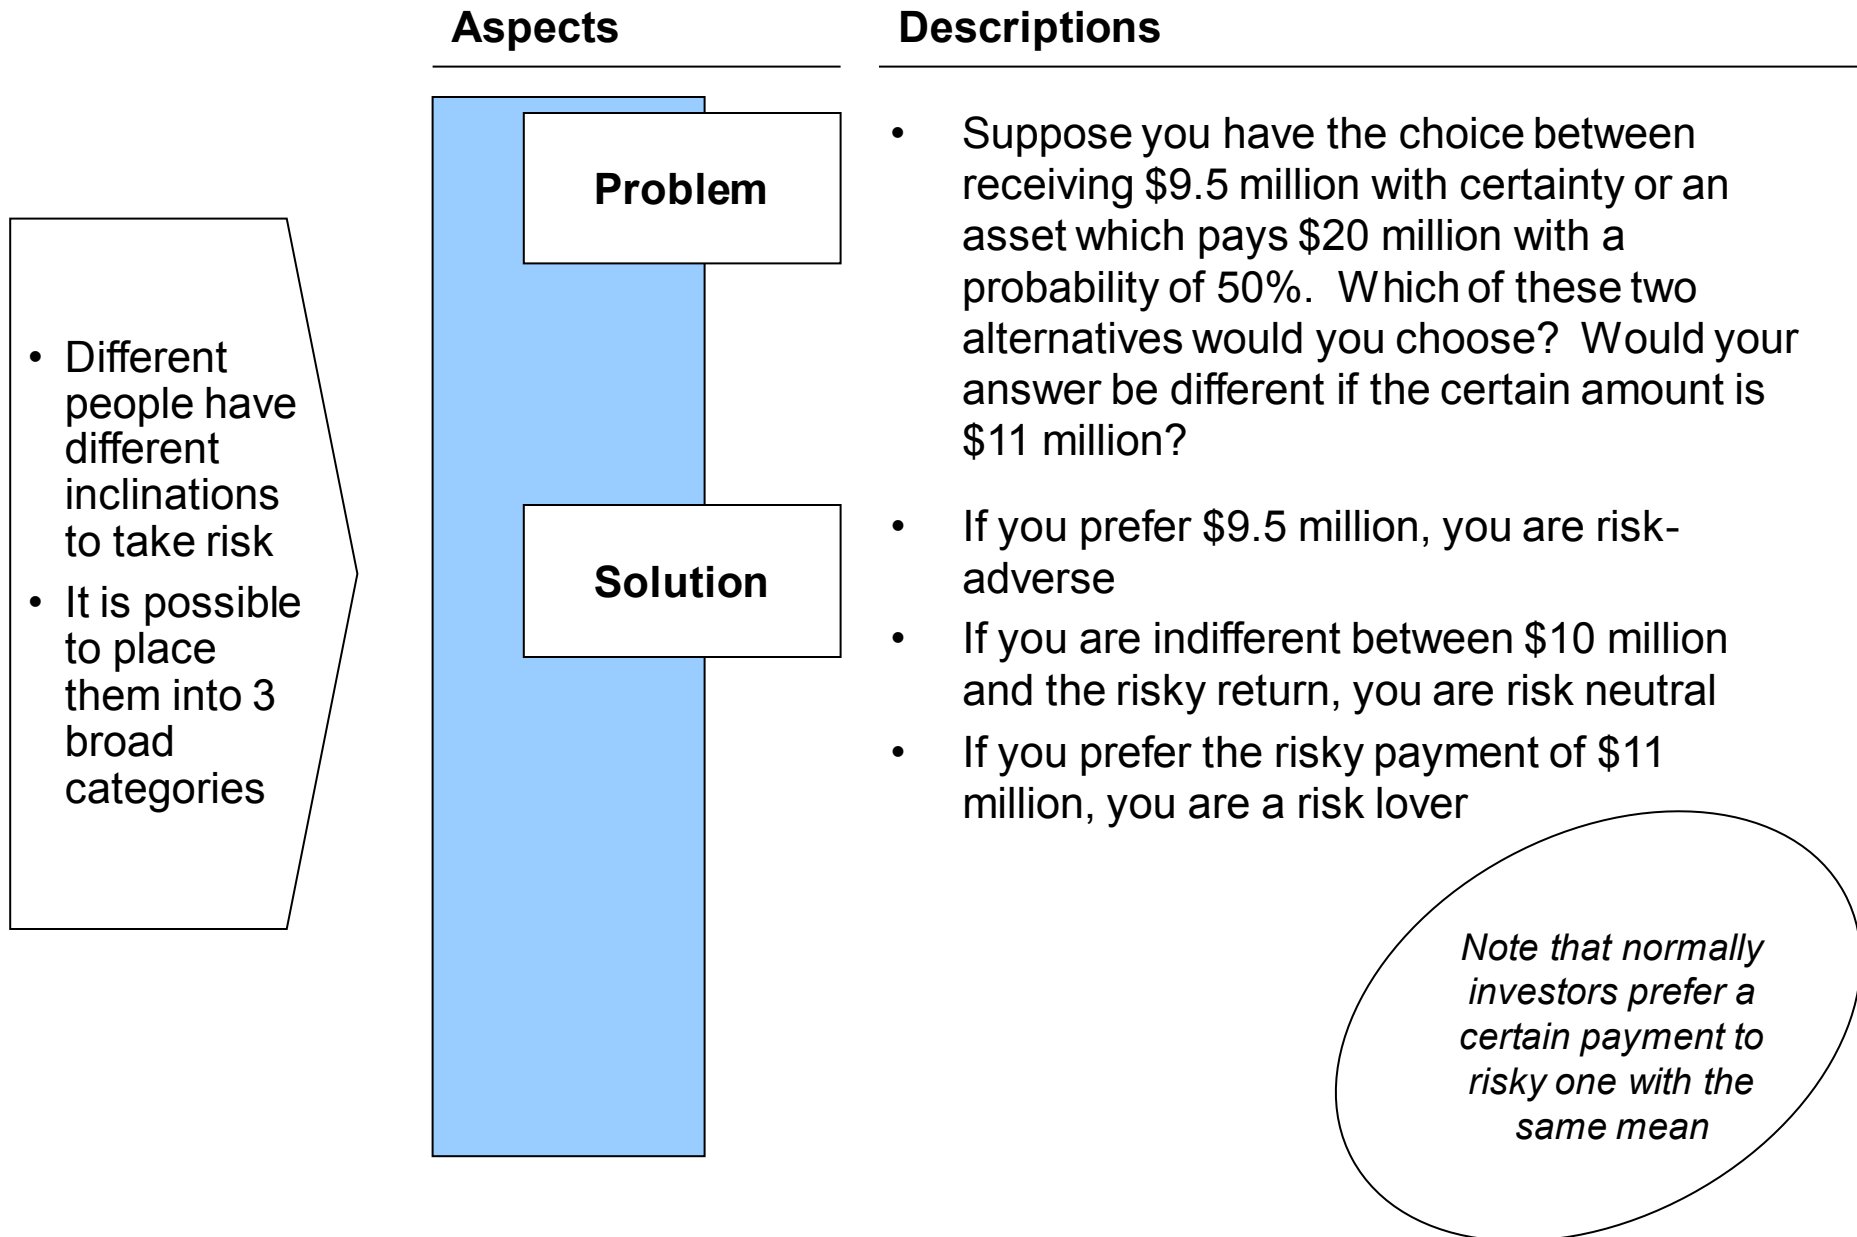 Aspects
Descriptions
• Different
people have
different
inclinations
to take risk
• It is possible
to place
them into 3
broad
categories
Problem
• Suppose you have the choice between
receiving $9.5 million with certainty or an
asset which pays $20 million with a
probability of 50%. Which of these two
alternatives would you choose? Would your
answer be different if the certain amount is
$11 million?
Solution
• If you prefer $9.5 million, you are risk-
adverse
• If you are indifferent between $10 million
and the risky return, you are risk neutral
• If you prefer the risky payment of $11
million, you are a risk lover
Note that normally
investors prefer a
certain payment to
risky one with the
same mean